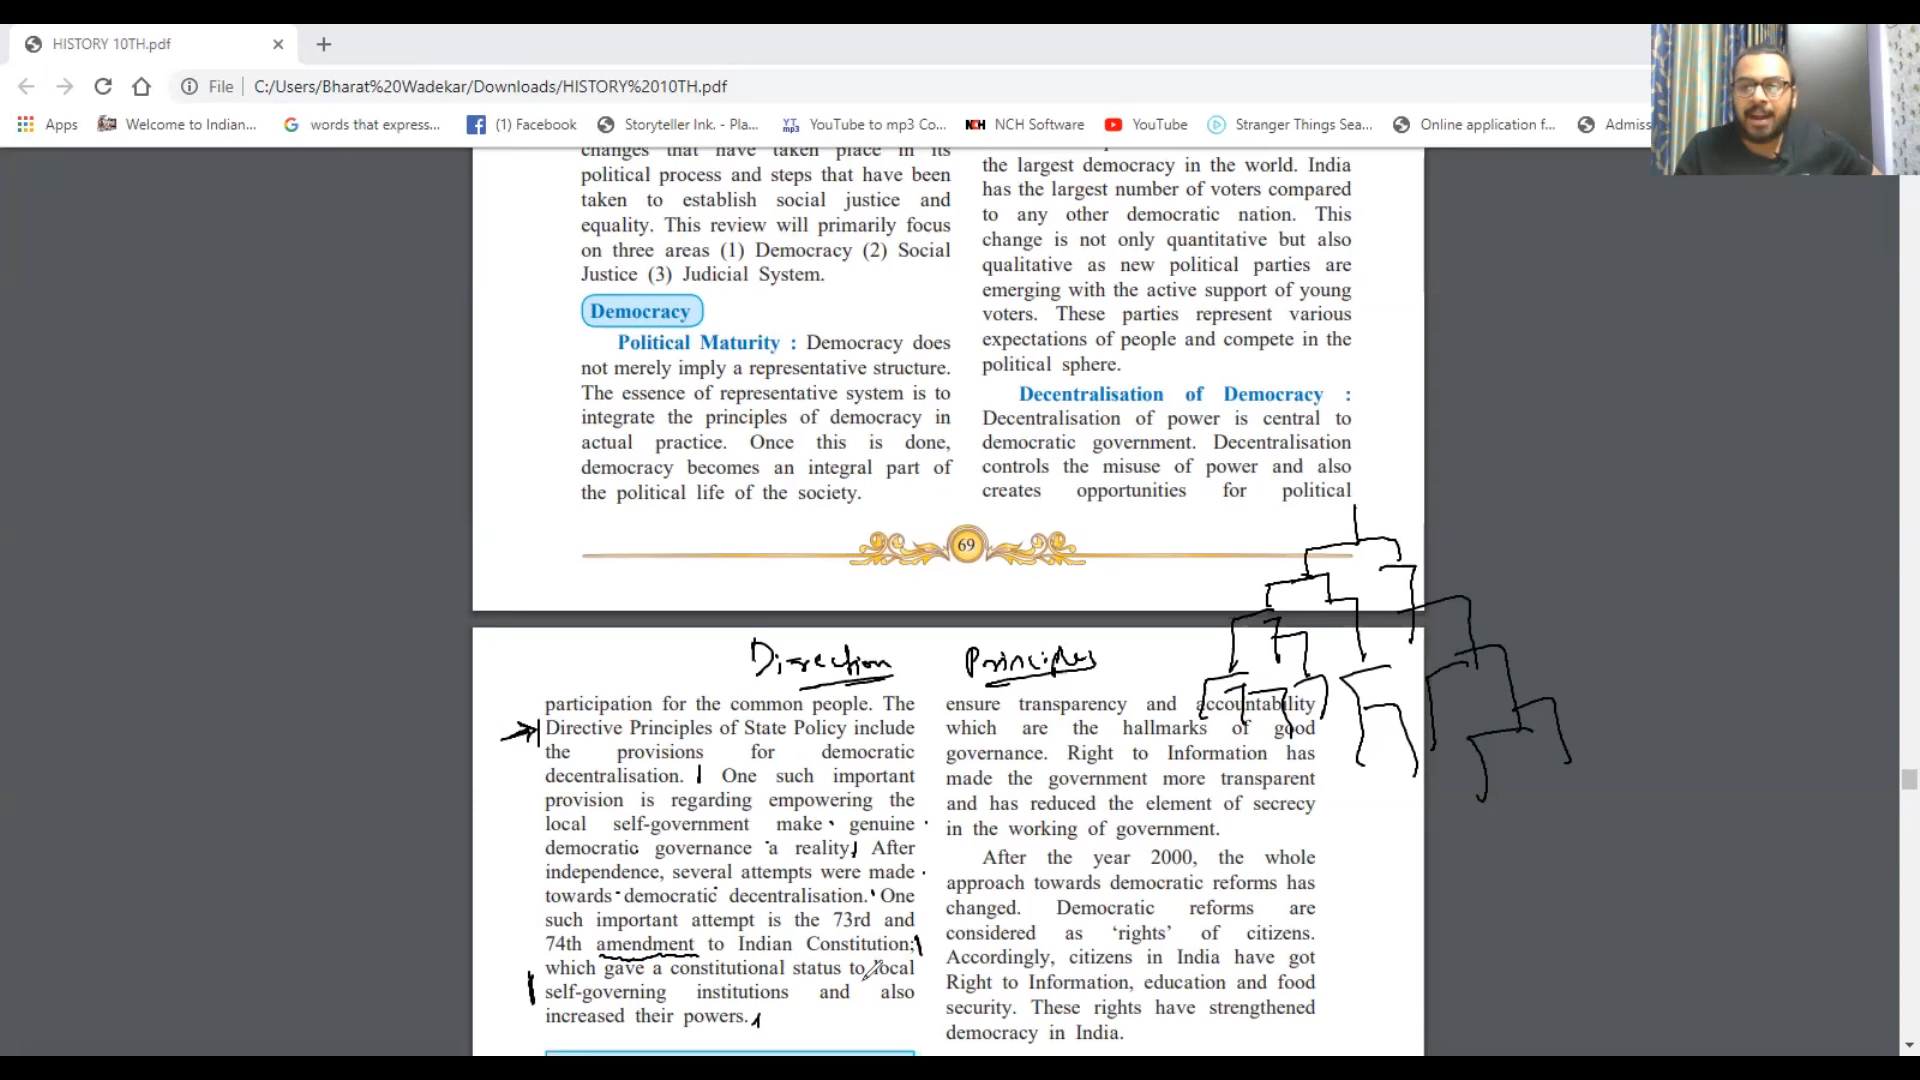 HISTORY 10TH.pdf
File
C:/Users/Bharat%20Wadekar/Downloads/HISTORY%2010TH.pdf
Apps
Welcome to Indian...
words that express...
(1) Facebook
Storyteller Ink. - Pla...
YouTube to mp3 Co...
NCH Software
YouTube
Stranger Things Sea...
Online application f...
Admiss
changes that have taken place in its
political process and steps that have been
taken to establish social justice and
equality. This review will primarily focus
on three areas (1) Democracy (2) Social
Justice (3) Judicial System.
Democracy
Political Maturity : Democracy does
not merely imply a representative structure.
The essence of representative system is to
integrate the principles of democracy in
actual practice. Once this is done,
democracy becomes an integral part of
the political life of the society.
the largest democracy in the world. India
has the largest number of voters compared
to any other democratic nation. This
change is not only quantitative but also
qualitative as new political parties are
emerging with the active support of young
voters. These parties represent various
expectations of people and compete in the
political sphere.
Decentralisation of Democracy :
Decentralisation of power is central to
democratic government. Decentralisation
controls the misuse of power and also
creates opportunities for political
69
Direction Principles
participation for the common people. The
Directive Principles of State Policy include
the provisions for democratic
decentralisation. One such important
provision is regarding empowering the
local self-government make genuine
democratic governance a reality. After
independence, several attempts were made
towards democratic decentralisation. One
such important attempt is the 73rd and
74th amendment to Indian Constitution;
which gave a constitutional status to local
self-governing institutions and also
increased their powers.
ensure transparency and accountability
which are the hallmarks of good
governance. Right to Information has
made the government more transparent
and has reduced the element of secrecy
in the working of government.
After the year 2000, the whole
approach towards democratic reforms has
changed. Democratic reforms are
considered as ‘rights’ of citizens.
Accordingly, citizens in India have got
Right to Information, education and food
security. These rights have strengthened
democracy in India.